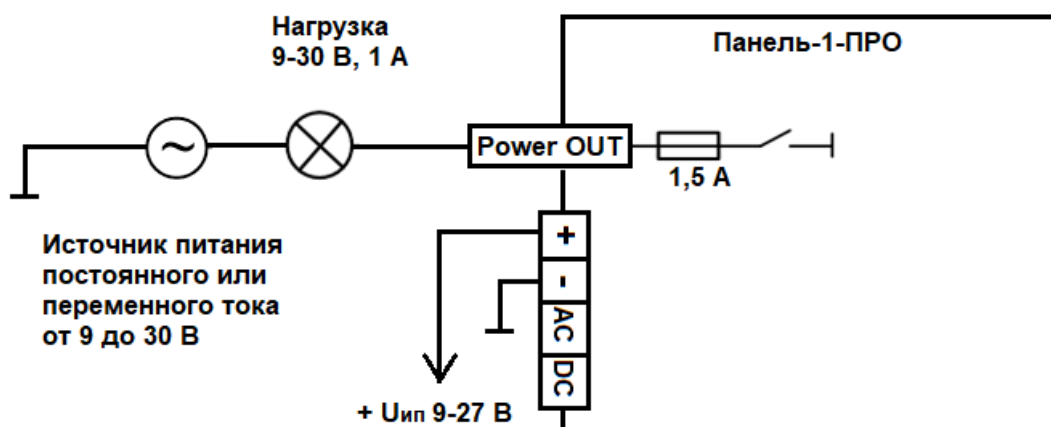 Нагрузка
9-30 В, 1 А
Панель-1-ПРО
~
Power OUT
1,5 А
Источник питания
постоянного или
переменного тока
от 9 до 30 В
+
-
AC
DC
+ Uип 9-27 В